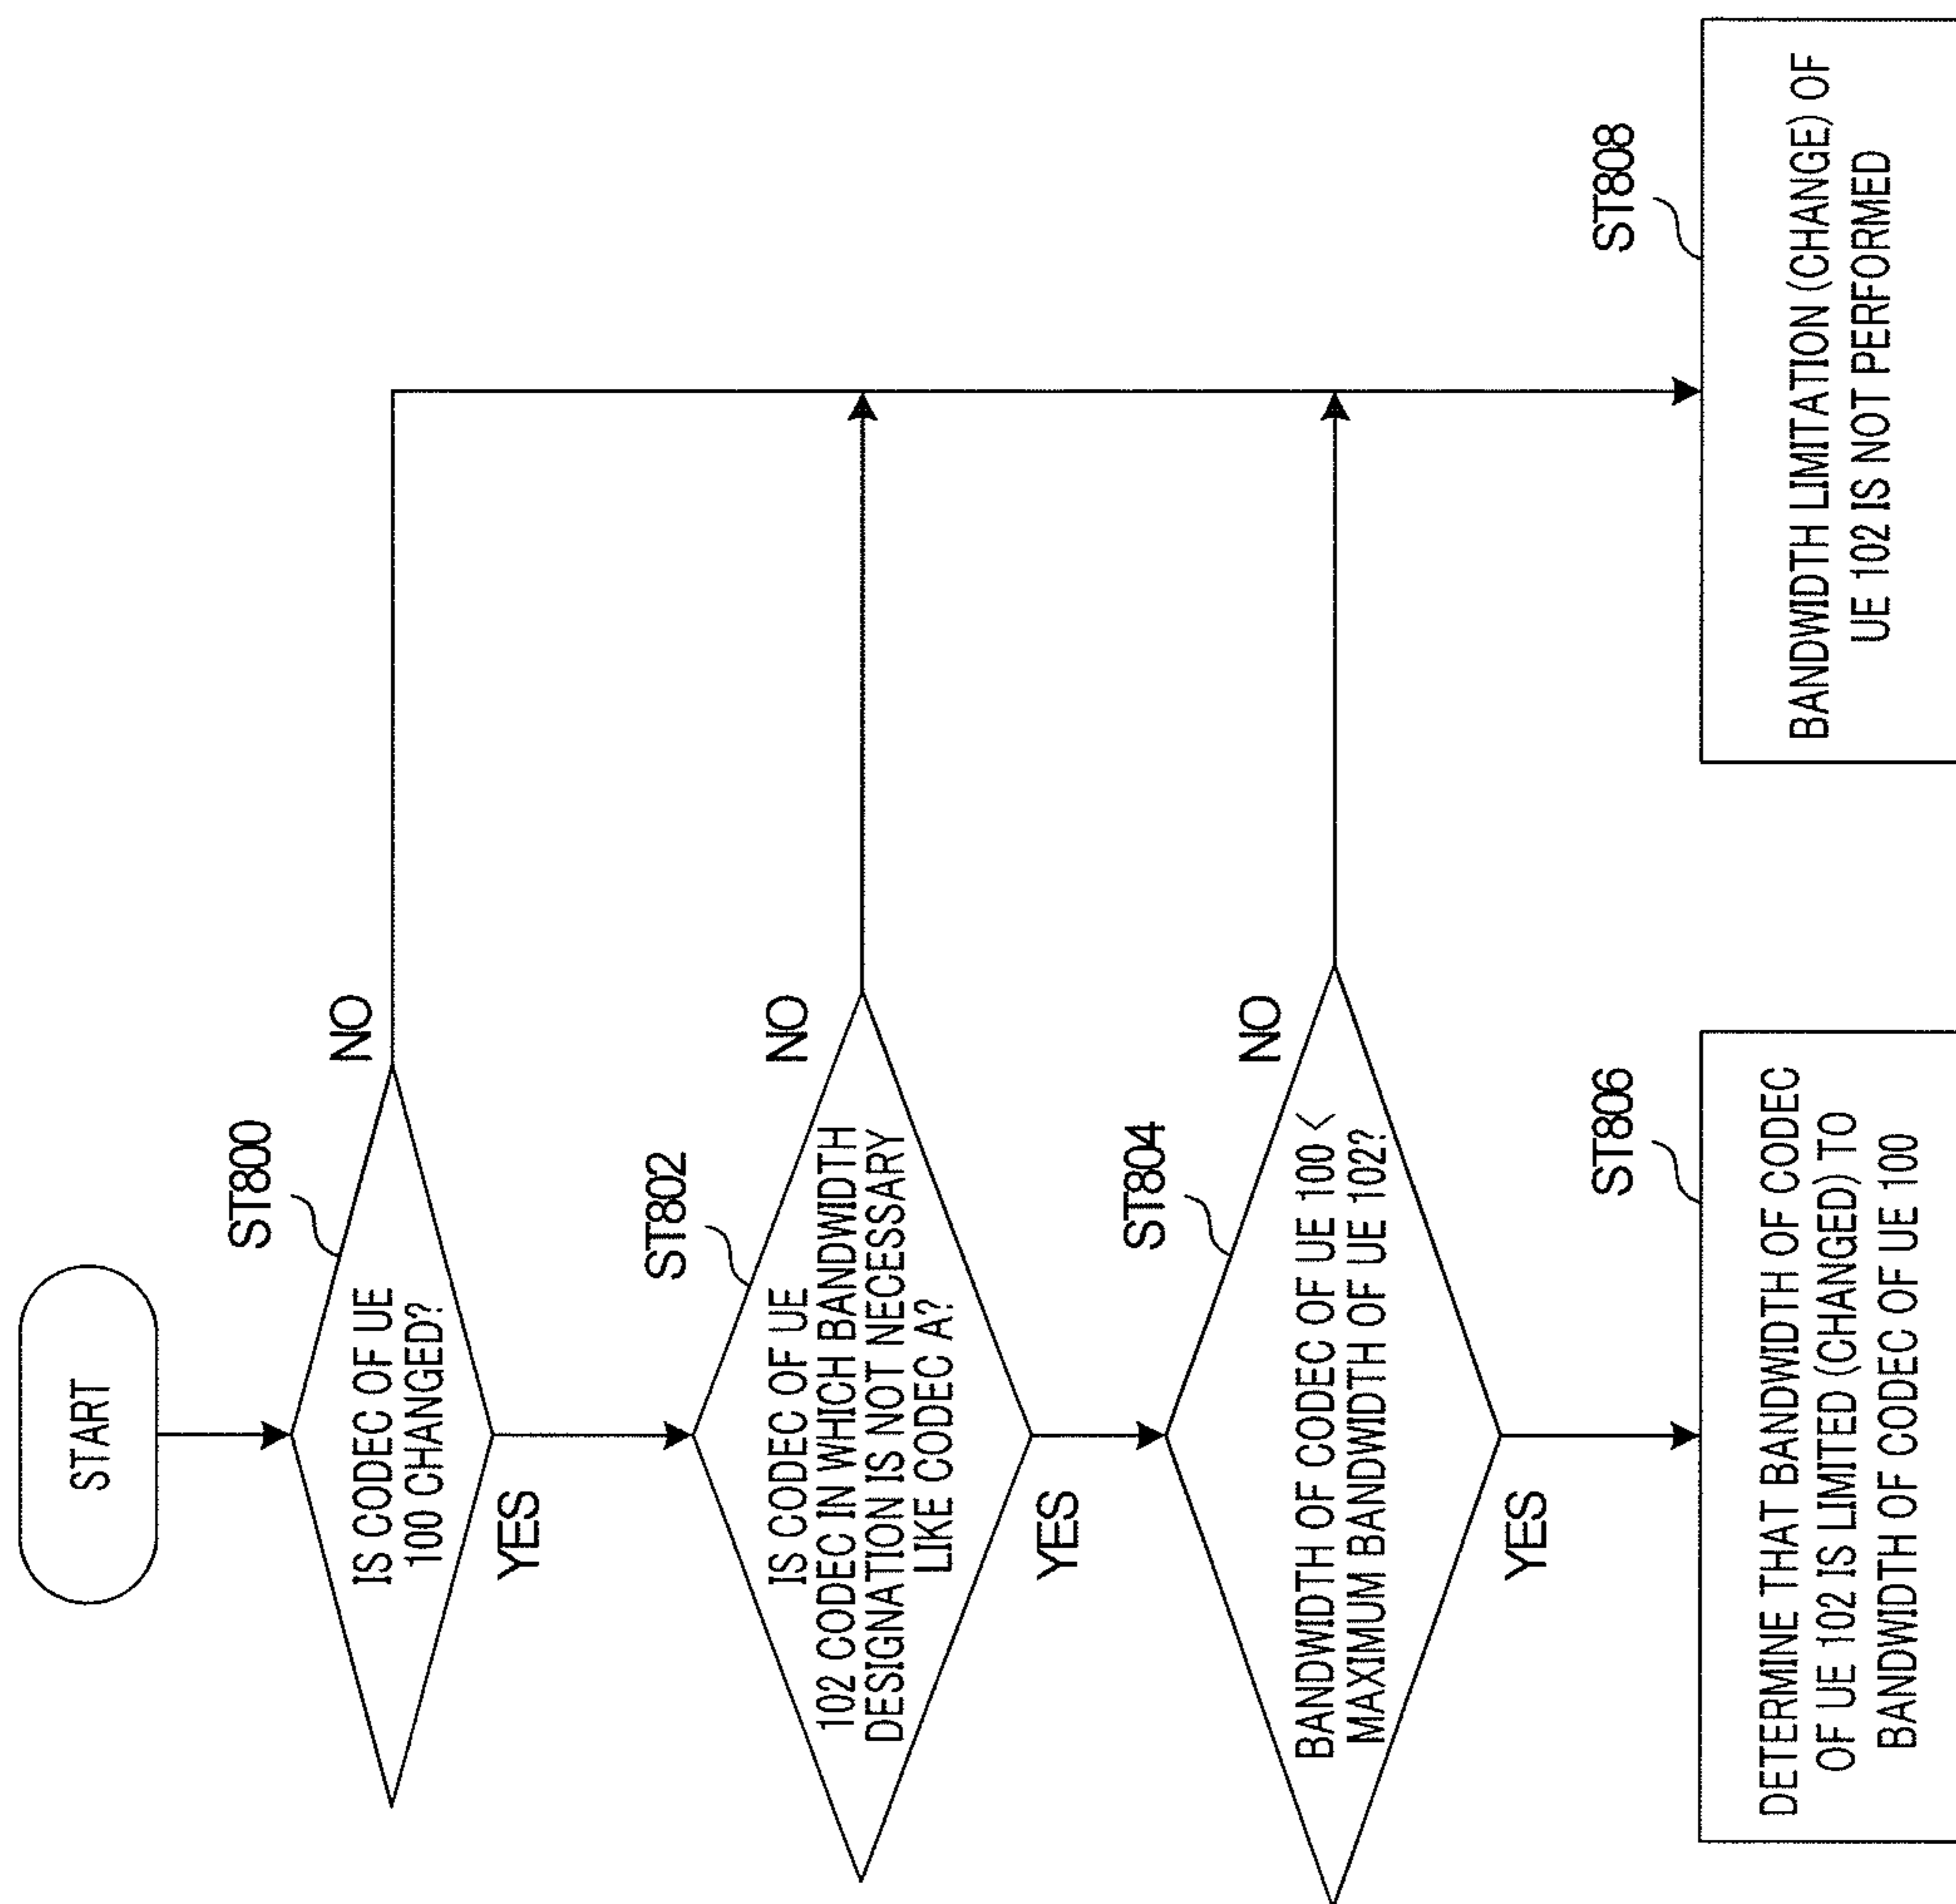 START
ST800
IS CODEC OF UE
100 CHANGED?
NO
YES
ST802
IS CODEC OF UE
102 CODEC IN WHICH BANDWIDTH
DESIGNATION IS NOT NECESSARY
LIKE CODEC A?
NO
YES
ST804
BANDWIDTH OF CODEC OF UE 100 <
MAXIMUM BANDWIDTH OF UE 102?
NO
YES
ST806
DETERMINE THAT BANDWIDTH OF CODEC
OF UE 102 IS LIMITED (CHANGED) TO
BANDWIDTH OF CODEC OF UE 100
ST808
BANDWIDTH LIMITATION (CHANGE) OF
UE 102 IS NOT PERFORMED